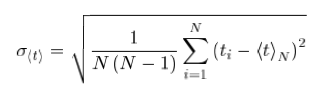 σ⟨t⟩ = √( 1 / (N (N − 1)) ∑_{i=1}^{N} (t_i − ⟨t⟩_N)² )